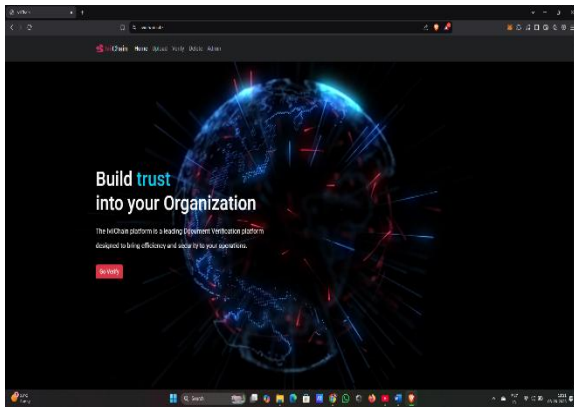 IviChain
IviChain Home Upload Verify Delete Admin
Build trust
into your Organization
The IviChain platform is a leading Document Verification platform
designed to bring efficiency and security to your operations.
Go Verify
Search